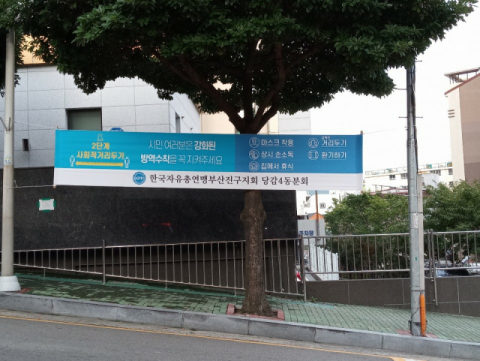 2단계
사회적거리두기
시민 여러분은 강화된
방역수칙을 꼭 지켜주세요
마스크 착용
상시 손소독
집에서 휴식
거리두기
환기하기
한국자유총연맹부산진구지회 당감4동분회